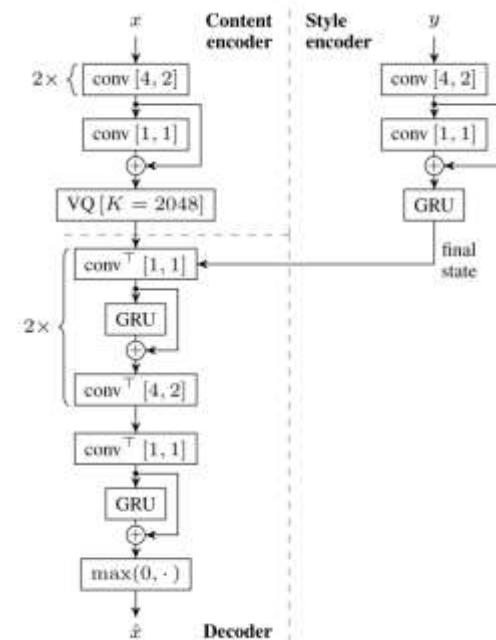 x
Content encoder
2×
conv [4, 2]
conv [1, 1]
+
VQ [K = 2048]
Style encoder
y
conv [4, 2]
conv [1, 1]
+
GRU
final state
2×
conv⊤ [1, 1]
GRU
+
conv⊤ [4, 2]
conv⊤ [1, 1]
GRU
+
max(0, ·)
x̂
Decoder